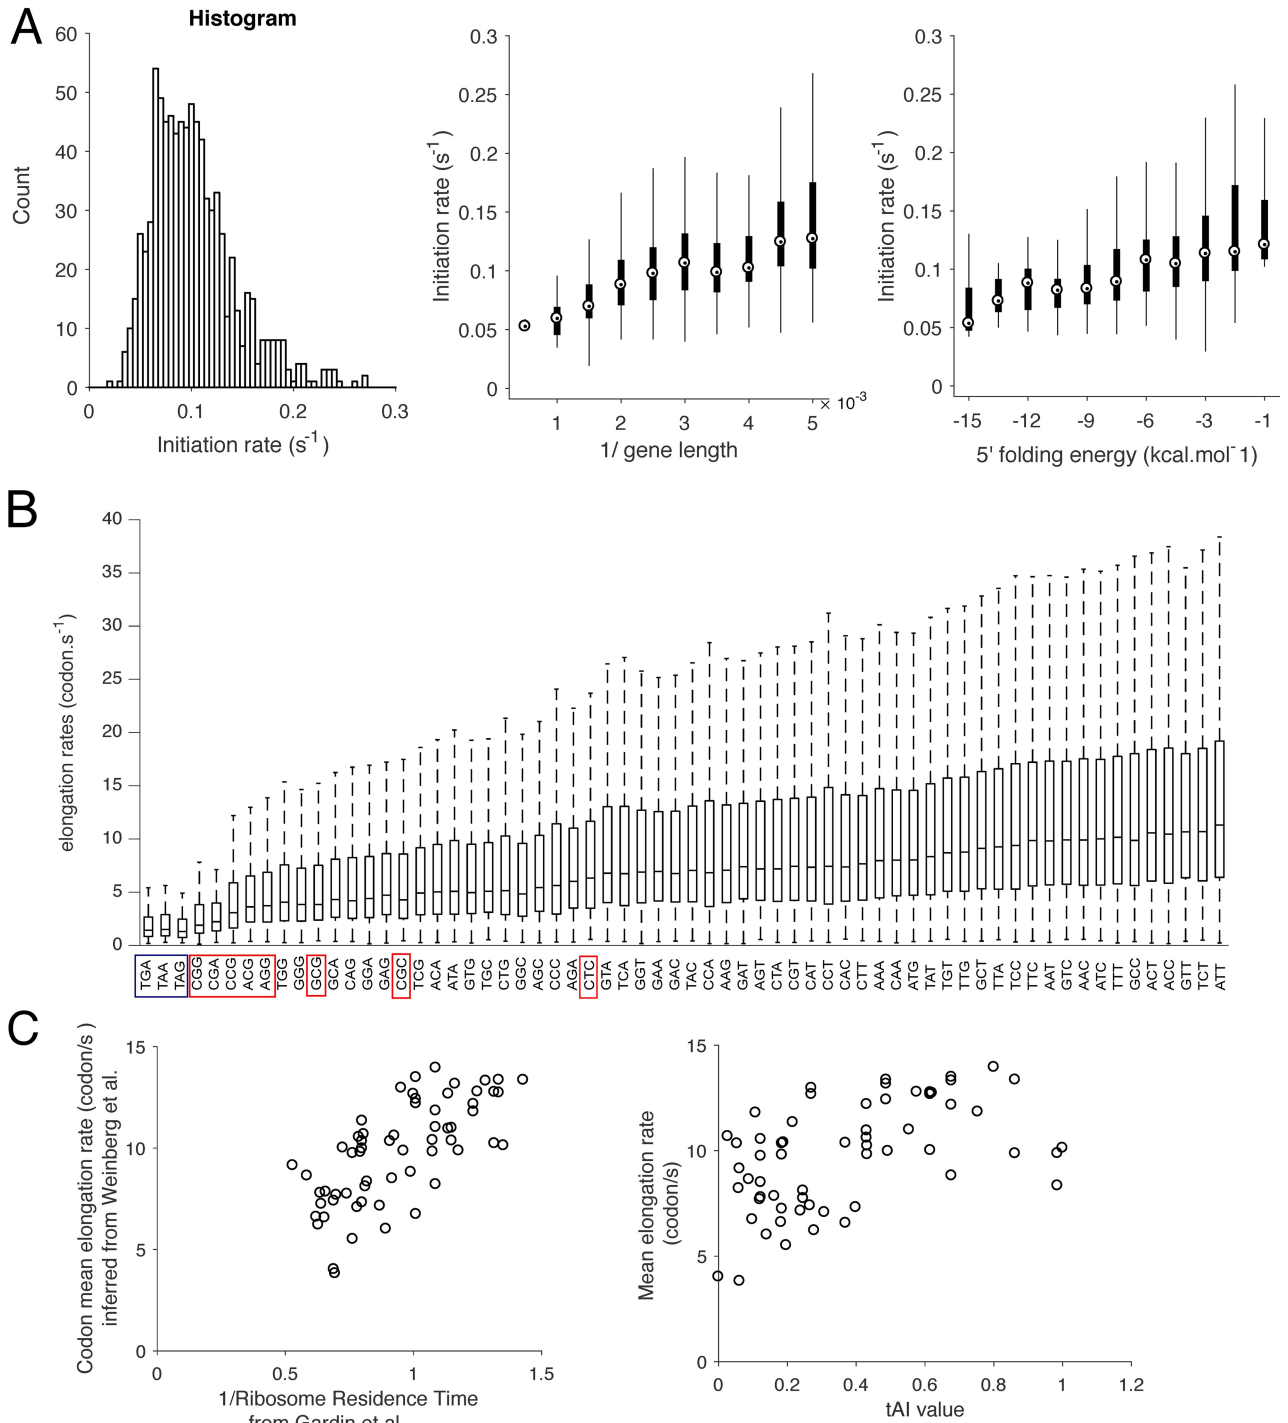 A
Histogram
60
50
40
30
20
10
0
Count
0
0.1
0.2
0.3
Initiation rate (s-1)
0.3
0.25
0.2
0.15
0.1
0.05
0
Initiation rate (s-1)
1
2
3
4
5
× 10-3
1/ gene length
0.3
0.25
0.2
0.15
0.1
0.05
0
Initiation rate (s-1)
-15
-12
-9
-6
-3
-1
5' folding energy (kcal.mol-1)
B
40
35
30
25
20
15
10
5
0
elongation rates (codon.s-1)
TGA
TAA
TAG
CGG
CGA
CCG
ACG
AGG
TGG
GGG
GCG
GCA
CAG
GGA
GAG
CGC
TCG
ACA
ATA
GTG
TGC
CTG
GGC
AGC
CCC
AGA
CTC
GTA
TCA
GGT
GAA
GAC
TAC
CCA
AAG
GAT
AGT
CTA
CGT
CAT
CCT
CAC
CTT
AAA
CAA
ATG
TAT
TGT
TTG
GCT
TTA
TCC
TTC
AAT
GTC
AAC
ATC
TTT
GCC
ACT
ACC
GTT
TCT
ATT
C
Codon mean elongation rate (codon/s )
inferred from Weinberg et al.
15
10
5
0
0
0.5
1
1.5
1/Ribosome Residence Time
from Gardin et al.
Mean elongation rate
(codon/s)
15
10
5
0
0
0.2
0.4
0.6
0.8
1
1.2
tAI value